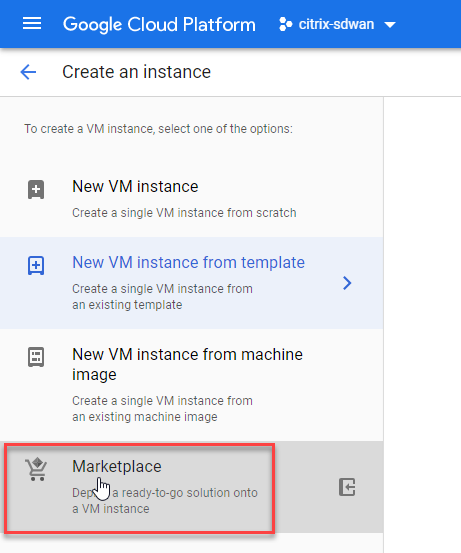 Google Cloud Platform citrix-sdwan
Create an instance
To create a VM instance, select one of the options:
New VM instance
Create a single VM instance from scratch
New VM instance from template
Create a single VM instance from
an existing template
New VM instance from machine
image
Create a single VM instance from
an existing machine image
Marketplace
a ready-to-go solution onto
a VM instance